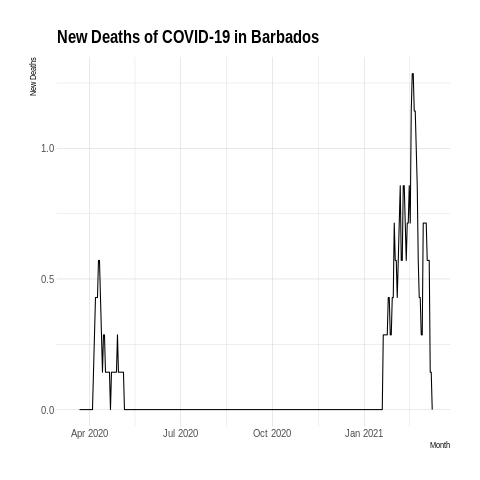 New Deaths of COVID-19 in Barbados
New Deaths
1.0
0.5
0.0
Apr 2020 Jul 2020 Oct 2020 Jan 2021
Month